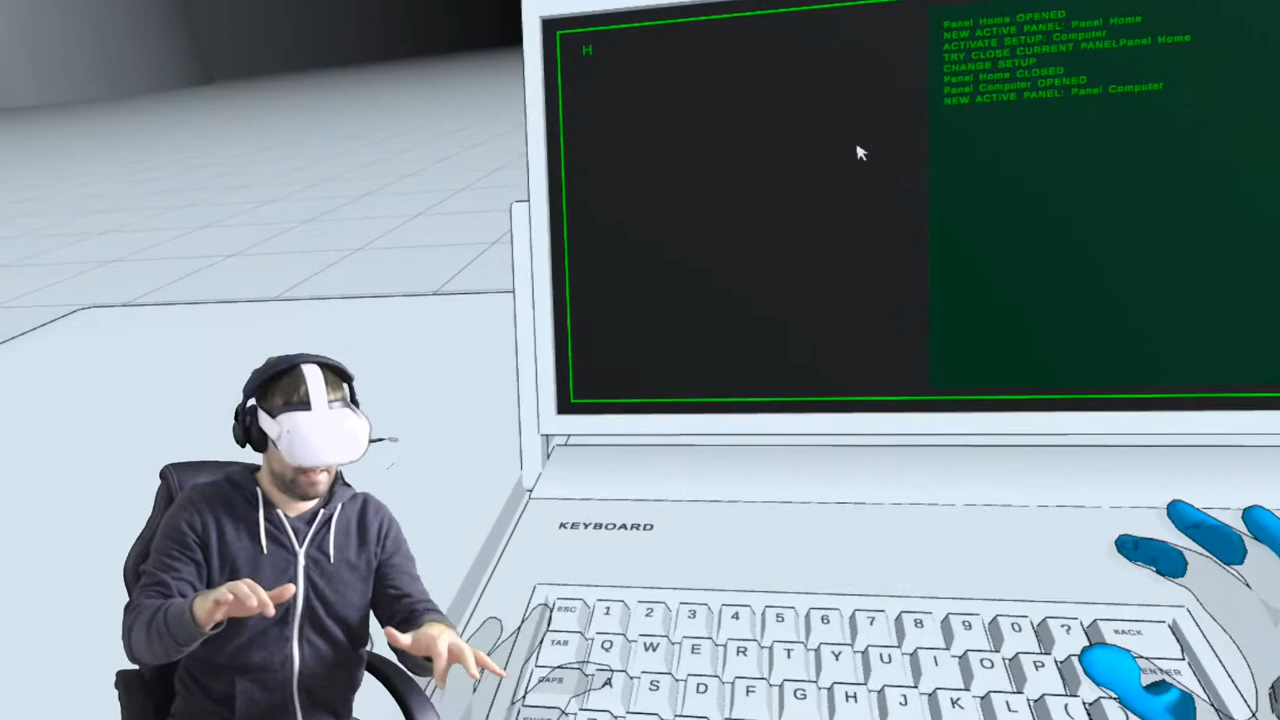 H
Panel Home OPENED
NEW ACTIVE PANEL: Panel Home
ACTIVATE SETUP: Computer
TRY CLOSE CURRENT PANELPanel Home
CHANGE SETUP
Panel Home CLOSED
Panel Computer OPENED
NEW ACTIVE PANEL: Panel Computer
KEYBOARD
ESC 1 2 3 4 5 6 7 8 9 0 ? BACK
TAB Q W E R T Y U I O P ENTER
CAPS A S D F G H J K L (